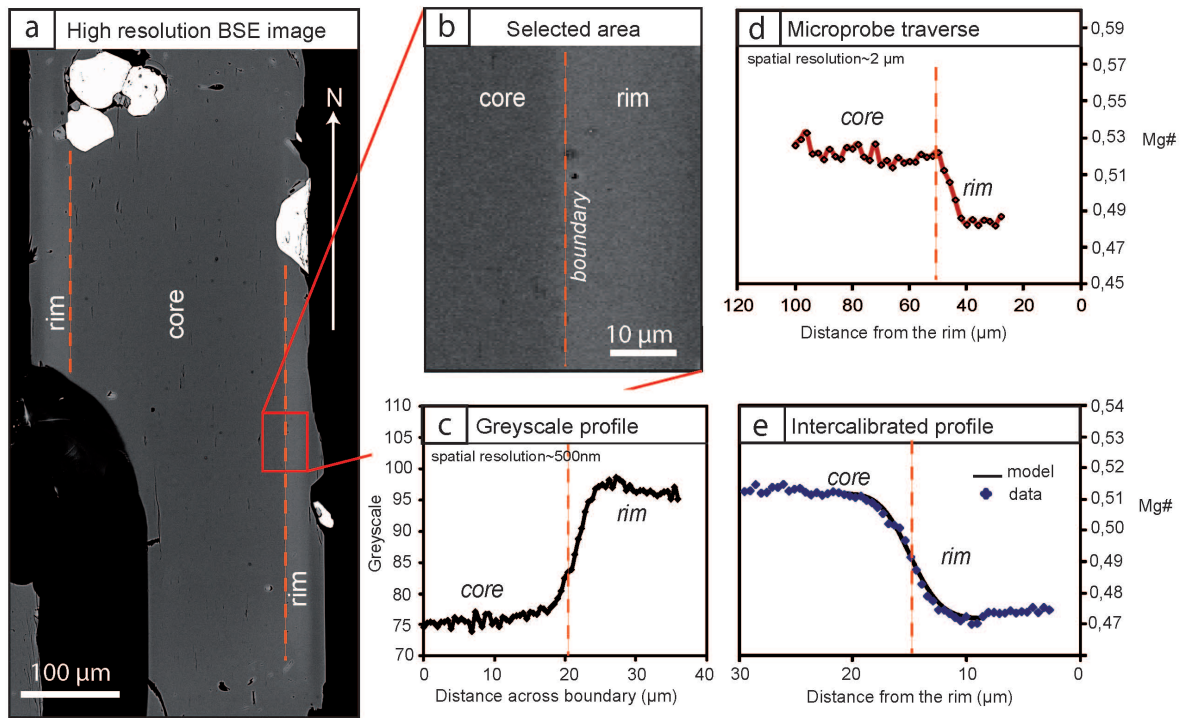 a High resolution BSE image
N
rim
core
rim
100 µm
b Selected area
core rim
boundary
10 µm
c Greyscale profile
spatial resolution~500nm
110
105
100
95
90
85
80
75
70
Greyscale
core
rim
0 10 20 30 40
Distance across boundary (µm)
d Microprobe traverse
spatial resolution~2 µm
core
rim
0,59
0,57
0,55
0,53
0,51
0,49
0,47
0,45
Mg#
120 100 80 60 40 20 0
Distance from the rim (µm)
e Intercalibrated profile
core
model
data
rim
0,54
0,53
0,52
0,51
0,50
0,49
0,48
0,47
Mg#
30 20 10 0
Distance from the rim (µm)